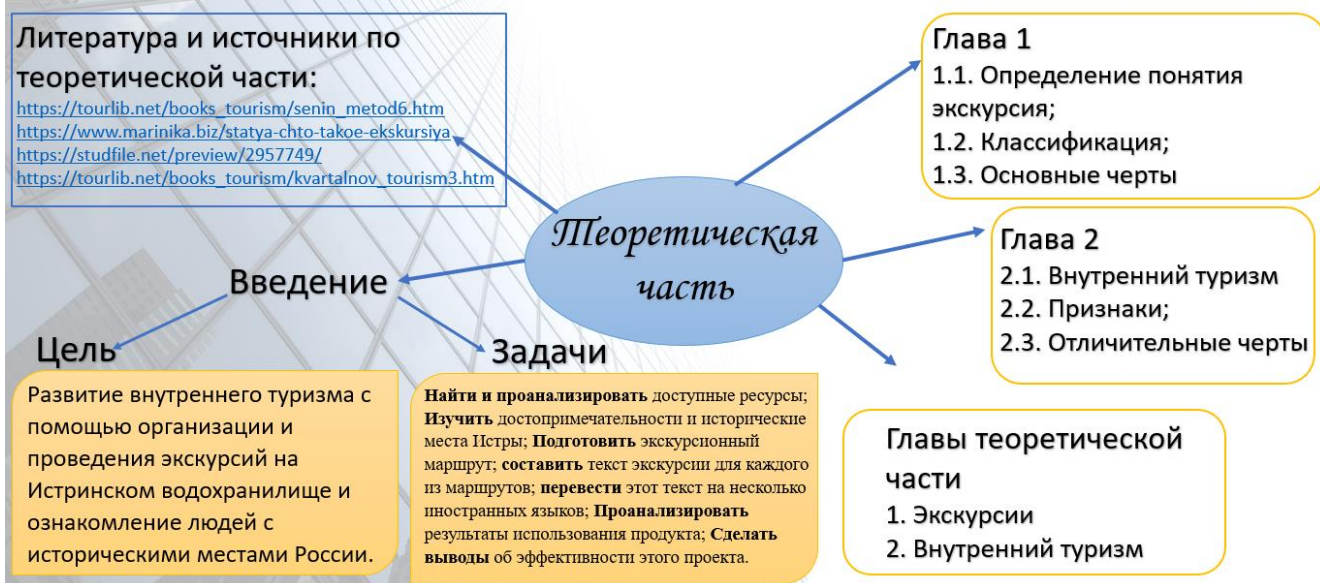 Литература и источники по
теоретической части:
https://tourlib.net/books_tourism/senin_metod6.htm
https://www.marinika.biz/statya-chto-takoe-ekskursiya
https://studfile.net/preview/2957749/
https://tourlib.net/books_tourism/kvartalnov_tourism3.htm
Теоретическая
часть
Глава 1
1.1. Определение понятия
экскурсия;
1.2. Классификация;
1.3. Основные черты
Глава 2
2.1. Внутренний туризм
2.2. Признаки;
2.3. Отличительные черты
Главы теоретической
части
1. Экскурсии
2. Внутренний туризм
Введение
Цель
Развитие внутреннего туризма с
помощью организации и
проведения экскурсий на
Истринском водохранилище и
ознакомление людей с
историческими местами России.
Задачи
Найти и проанализировать доступные ресурсы;
Изучить достопримечательности и исторические
места Истры; Подготовить экскурсионный
маршрут; составить текст экскурсии для каждого
из маршрутов; перевести этот текст на несколько
иностранных языков; Проанализировать
результаты использования продукта; Сделать
выводы об эффективности этого проекта.